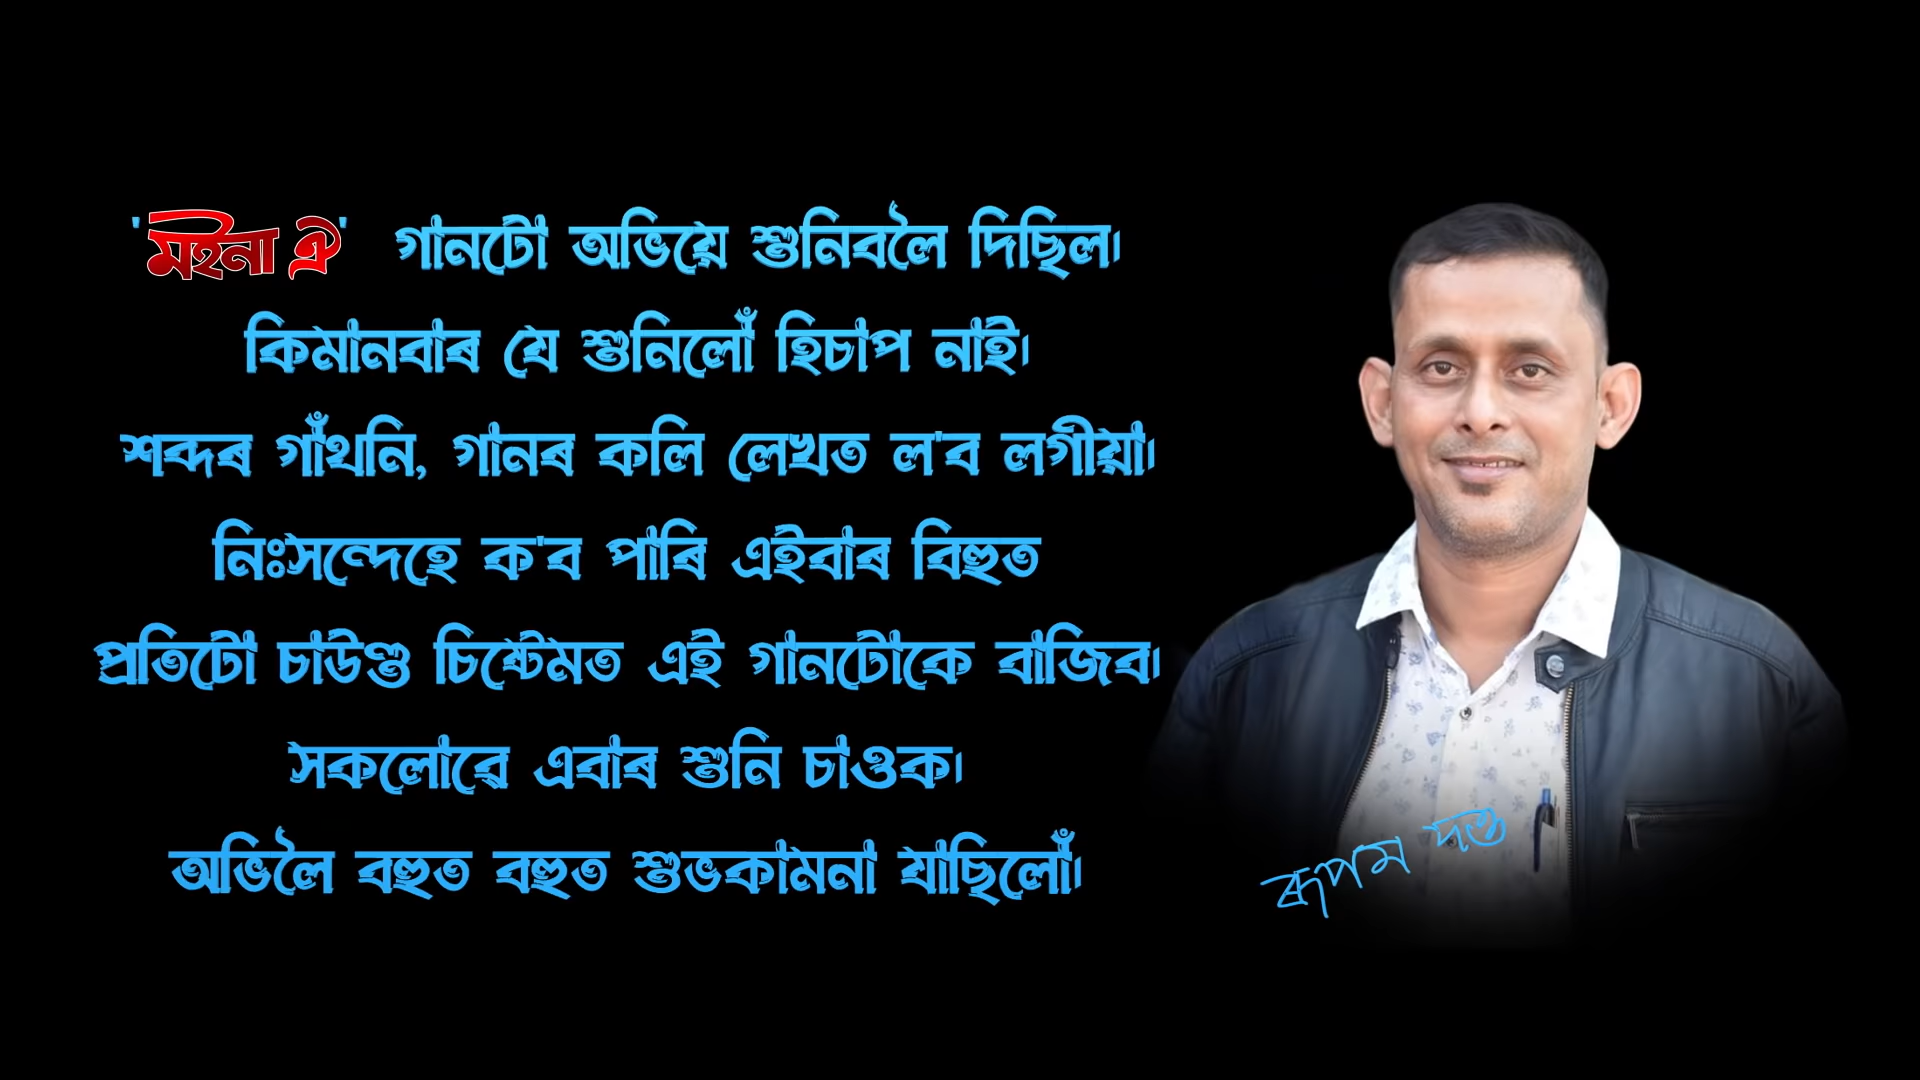 'মইনা ঐ' গানটো অভিয়ে শুনিবলৈ দিছিল।
কিমানবাৰ যে শুনিলোঁ হিচাপ নাই।
শব্দৰ গাঁথনি, গানৰ কলি লেখত ল'ব লগীয়া।
নিঃসন্দেহে ক'ব পাৰি এইবাৰ বিহুত
প্ৰতিটো চাউণ্ড চিষ্টেমত এই গানটোকে বাজিব।
সকলোৱে এবাৰ শুনি চাওক।
অভিলৈ বহুত বহুত শুভকামনা যাছিলোঁ।
ৰূপম দত্ত